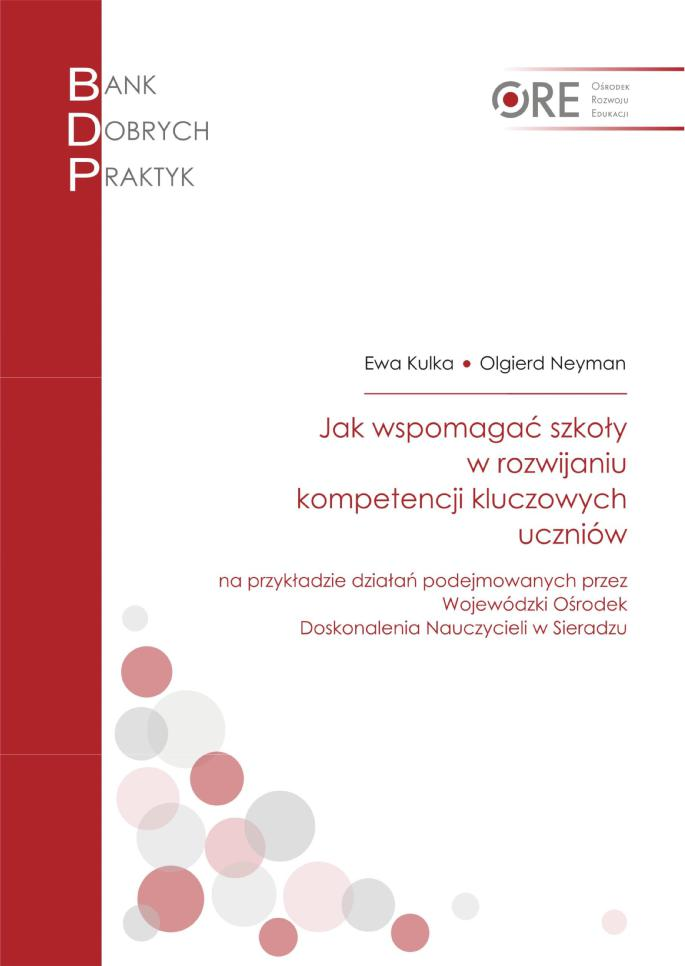 BANK
DOBRYCH
PRAKTYK
ORE
OŚRODEK
ROZWOJU
EDUKACJI
Ewa Kulka • Olgierd Neyman
Jak wspomagać szkoły
w rozwijaniu
kompetencji kluczowych
uczniów
na przykładzie działań podejmowanych przez
Wojewódzki Ośrodek
Doskonalenia Nauczycieli w Sieradzu